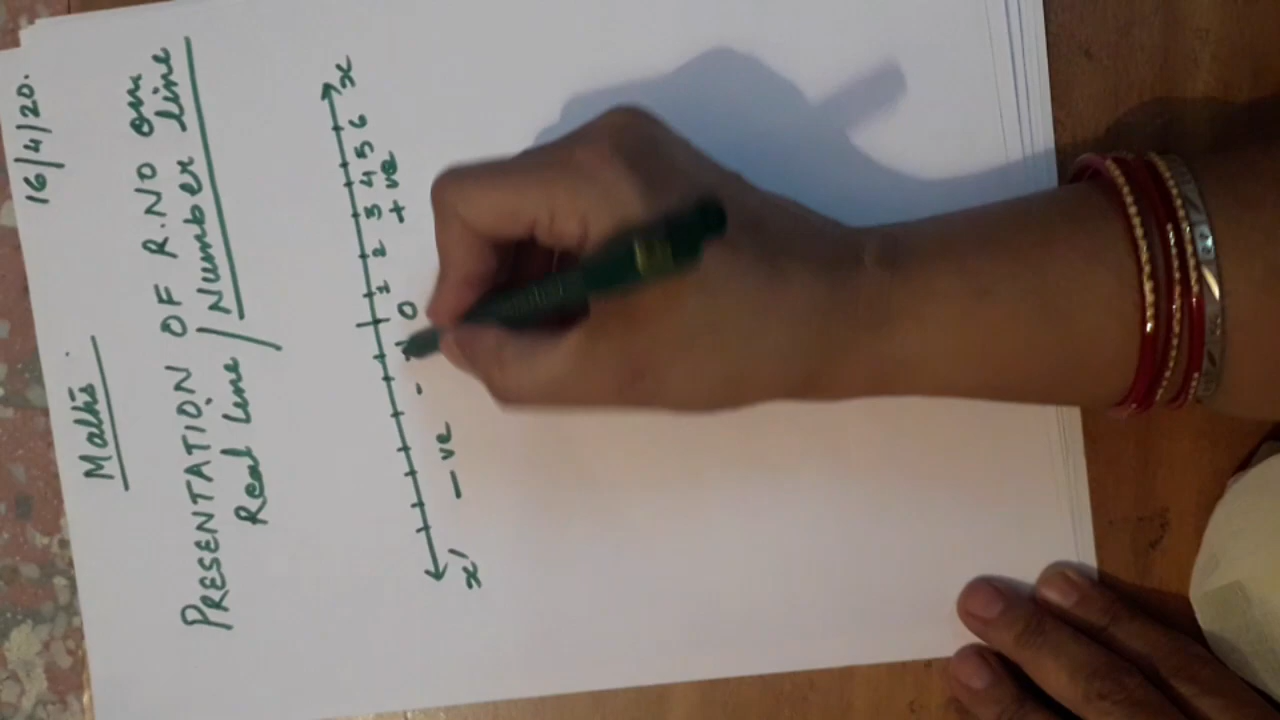 16/4/20.
Maths
PRESENTATION OF R.NO on
Real Line / Number line
x' x
0 1 2 3 4 5 6
-ve +ve